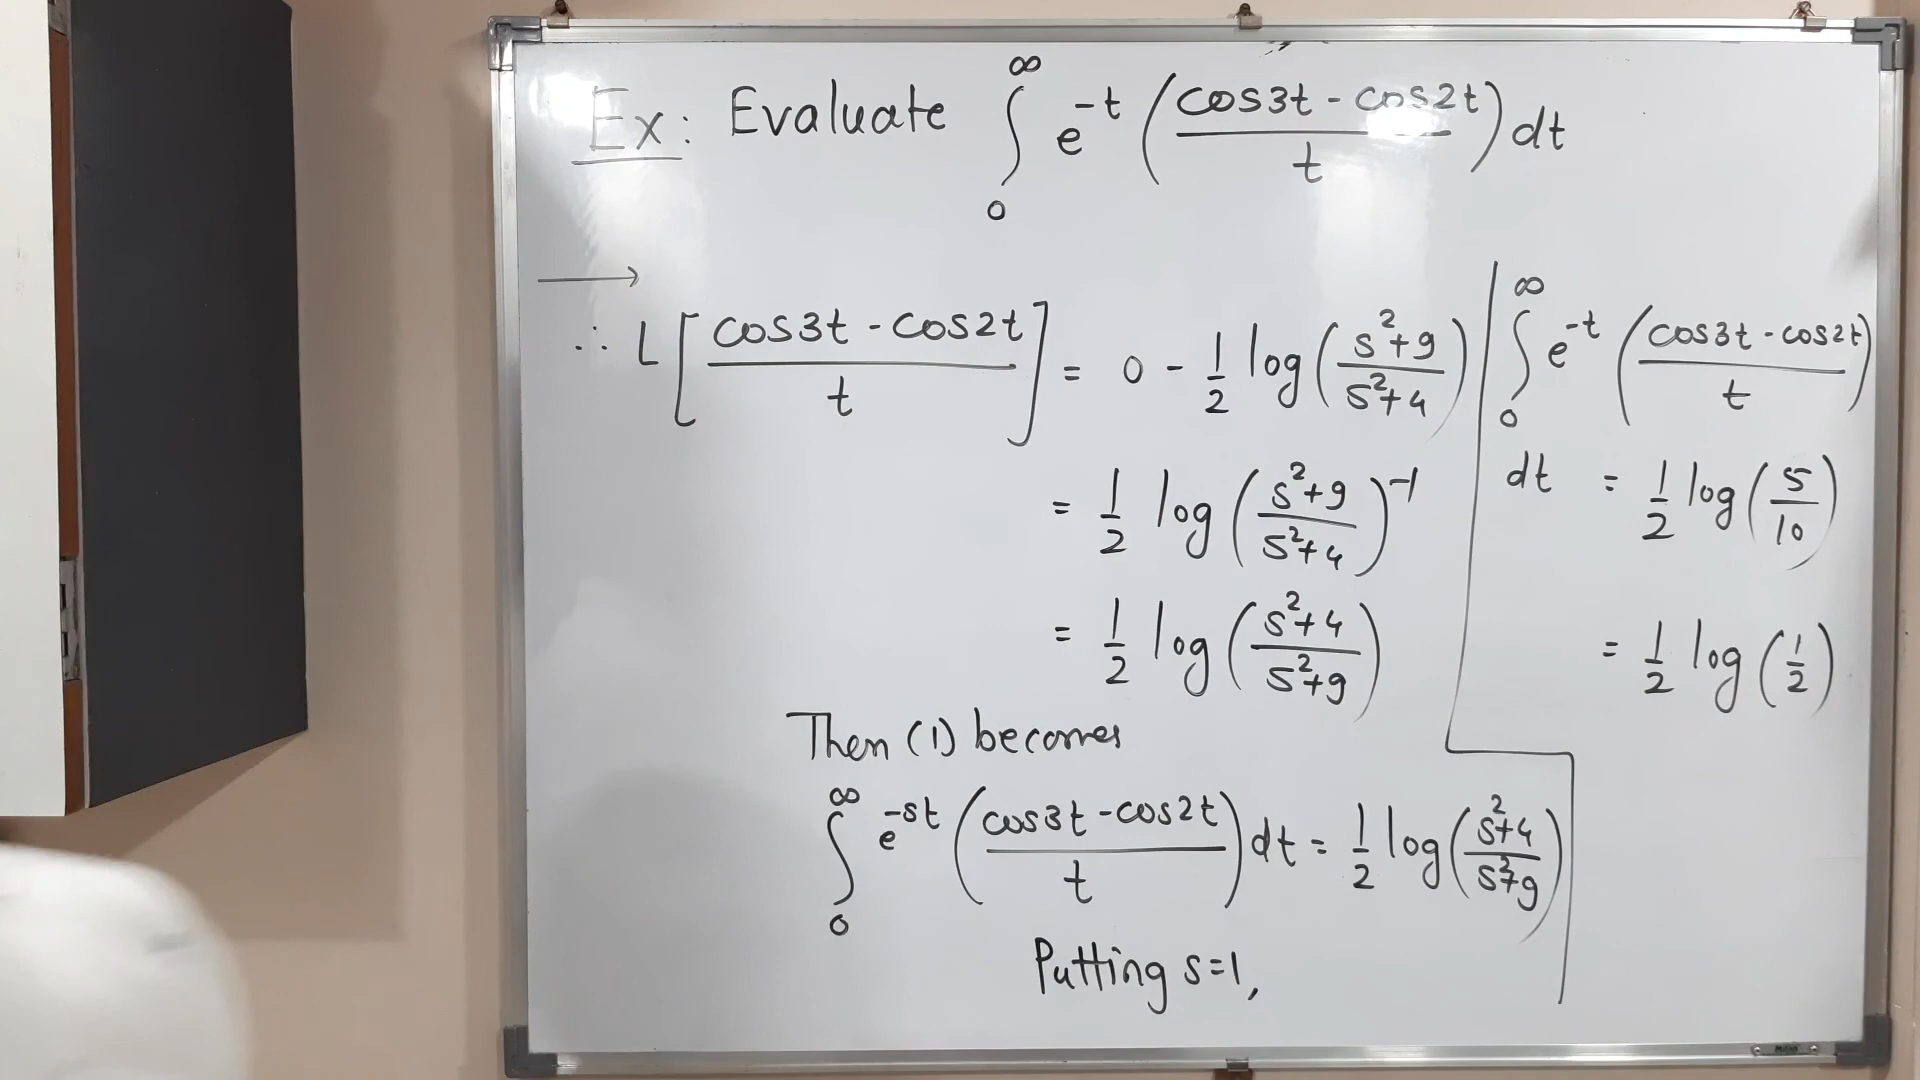 Ex: Evaluate ∫₀^∞ e^{-t} ((cos3t - cos2t)/t) dt
∴ L[(cos3t - cos2t)/t] = 0 - 1/2 log((s²+9)/(s²+4))
= 1/2 log((s²+9)/(s²+4))^{-1}
= 1/2 log((s²+4)/(s²+9))
Then (1) becomes
∫₀^∞ e^{-st} ((cos3t - cos2t)/t) dt = 1/2 log((s²+4)/(s²+9))
Putting s=1,
∫₀^∞ e^{-t} ((cos3t - cos2t)/t)
dt = 1/2 log(5/10)
= 1/2 log(1/2)